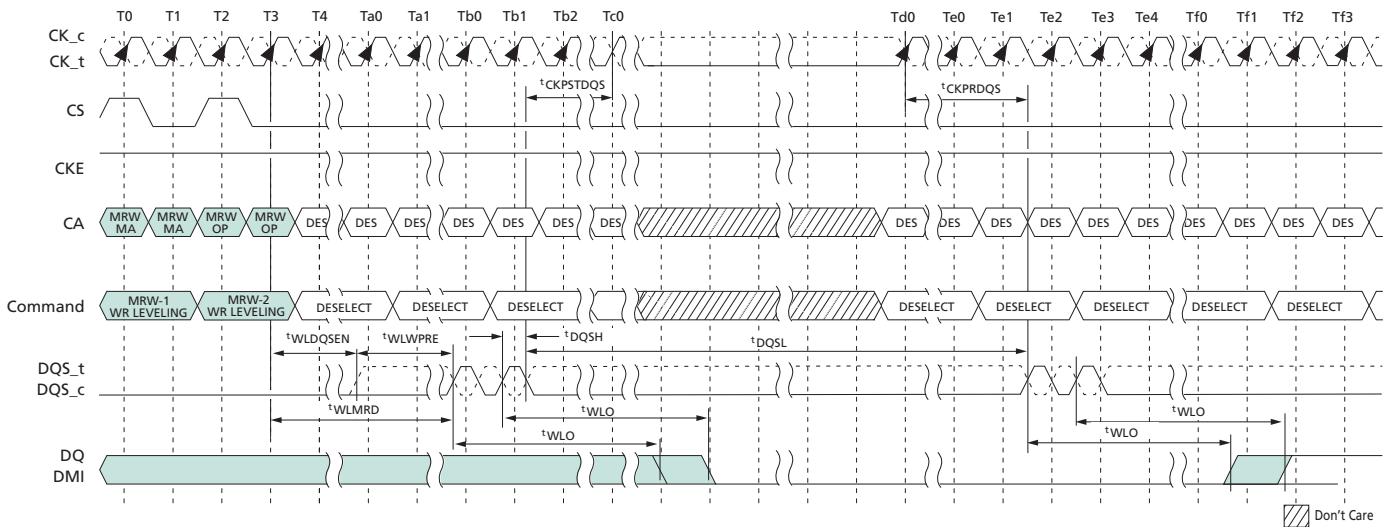 T0 T1 T2 T3 T4 Ta0 Ta1 Tb0 Tb1 Tb2 Tc0 Td0 Te0 Te1 Te2 Te3 Te4 Tf0 Tf1 Tf2 Tf3
CK_c
CK_t
tCKPSTDQS tCKPRDQS
CS
CKE
CA MRW MA MRW MA MRW OP MRW OP DES DES DES DES DES DES DES DES DES DES DES DES DES DES DES DES DES
Command MRW-1 WR LEVELING MRW-2 WR LEVELING DESELECT DESELECT DESELECT DESELECT DESELECT DESELECT DESELECT DESELECT
tWLDQSEN tWLWPRE tDQSH tDQSL
DQS_t
DQS_c
tWLMRD tWLO tWLO
tWLO tWLO
DQ
DMI
Don't Care